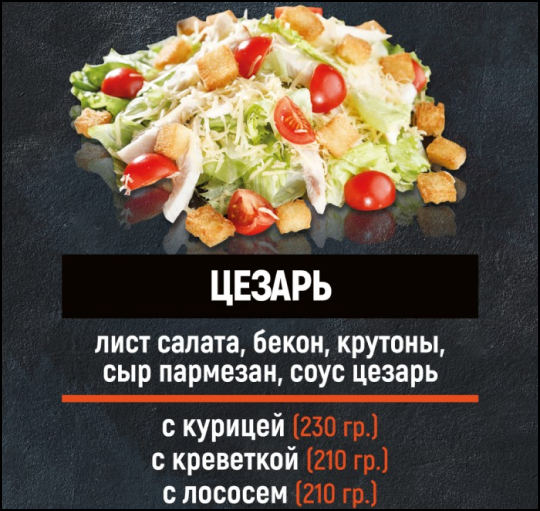 ЦЕЗАРЬ
лист салата, бекон, крутоны,
сыр пармезан, соус цезарь
с курицей (230 гр.)
с креветкой (210 гр.)
с лососем (210 гр.)